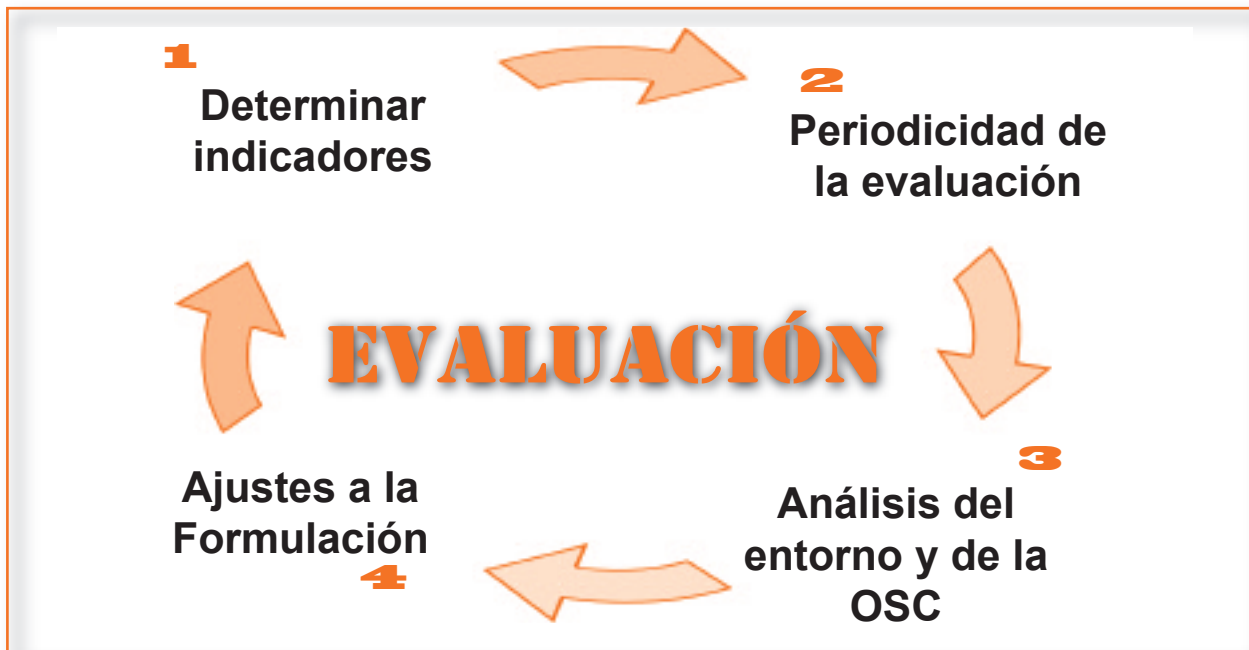 1
Determinar
indicadores
2
Periodicidad de
la evaluación
EVALUACIÓN
3
Análisis del
entorno y de la
OSC
Ajustes a la
Formulación
4